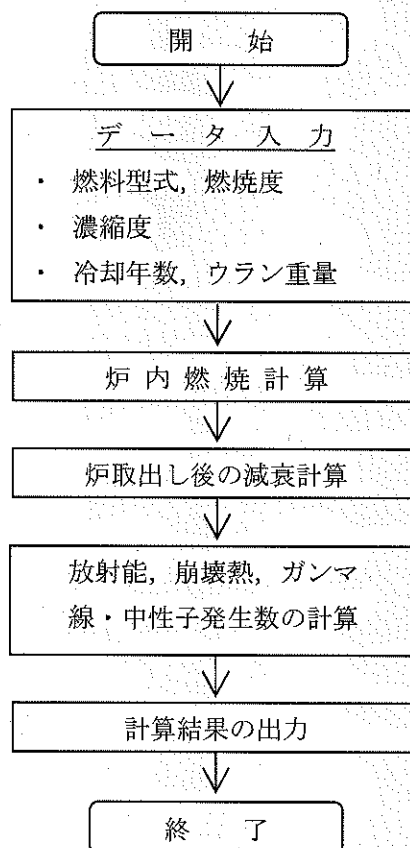 開 始
データ入力
・ 燃料型式，燃焼度
・ 濃縮度
・ 冷却年数，ウラン重量
炉内燃焼計算
炉取出し後の減衰計算
放射能，崩壊熱，ガンマ
線・中性子発生数の計算
計算結果の出力
終 了